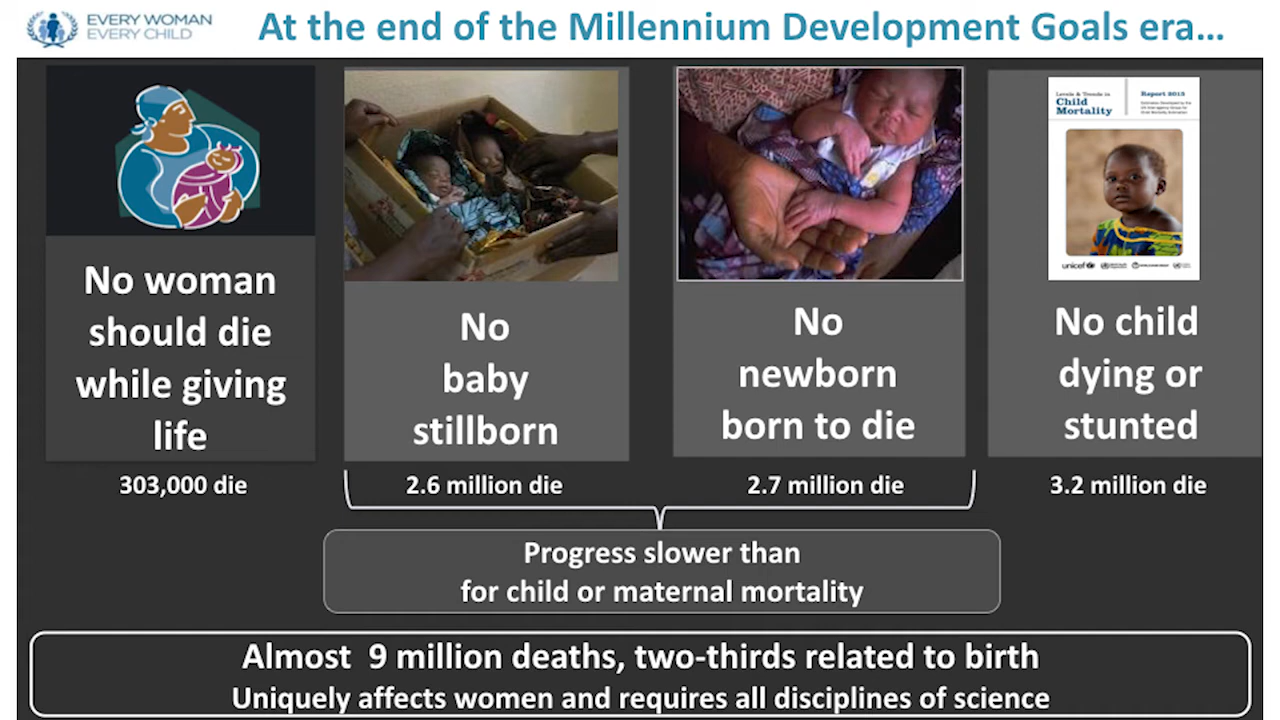 EVERY WOMAN
EVERY CHILD
At the end of the Millennium Development Goals era...
Levels & Trends in
Child
Mortality
Report 2015
unicef
No woman
should die
while giving
life
No
baby
stillborn
No
newborn
born to die
No child
dying or
stunted
303,000 die
2.6 million die
2.7 million die
3.2 million die
Progress slower than
for child or maternal mortality
Almost 9 million deaths, two-thirds related to birth
Uniquely affects women and requires all disciplines of science